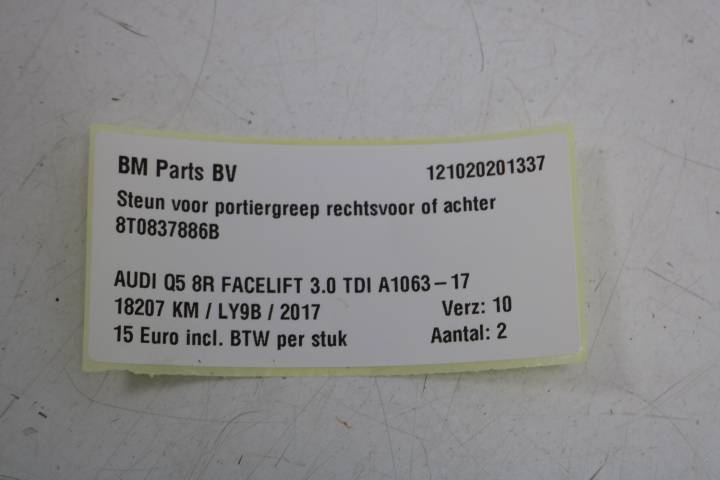 BM Parts BV 121020201337
Steun voor portiergreep rechtsvoor of achter
8T0837886B
AUDI Q5 8R FACELIFT 3.0 TDI A1063-17
18207 KM / LY9B / 2017 Verz: 10
15 Euro incl. BTW per stuk Aantal: 2